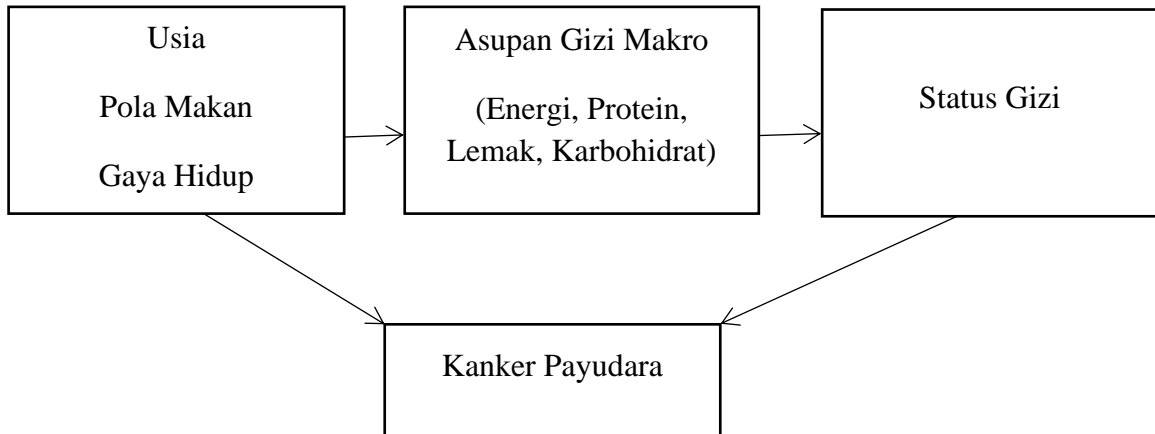 Usia
Pola Makan
Gaya Hidup
Asupan Gizi Makro
(Energi, Protein,
Lemak, Karbohidrat)
Status Gizi
Kanker Payudara